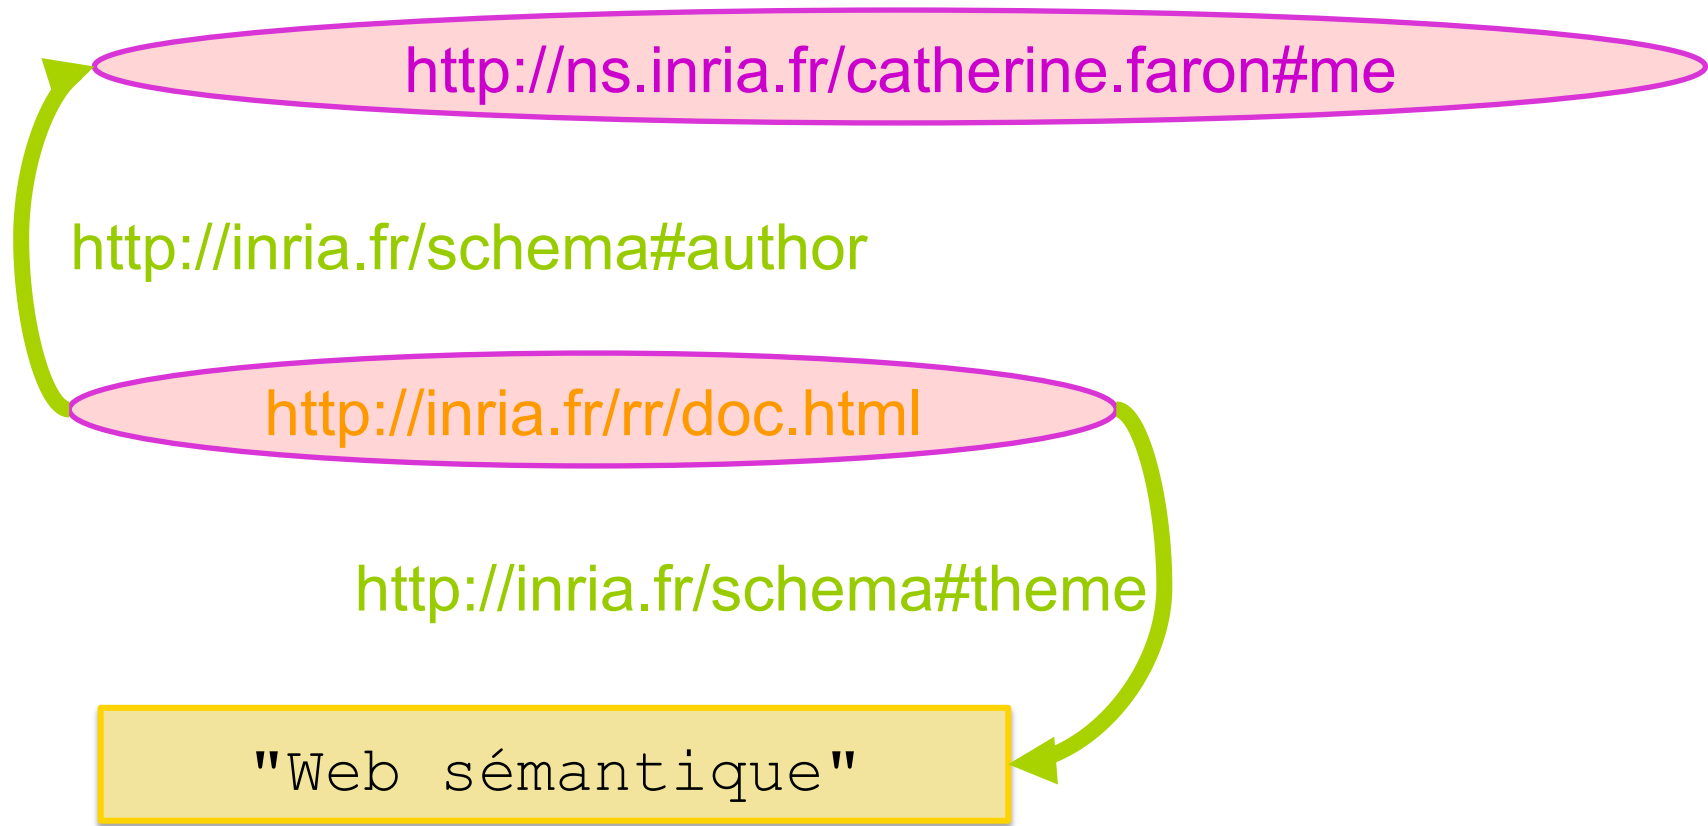 http://ns.inria.fr/catherine.faron#me
http://inria.fr/schema#author
http://inria.fr/rr/doc.html
http://inria.fr/schema#theme
"Web sémantique"